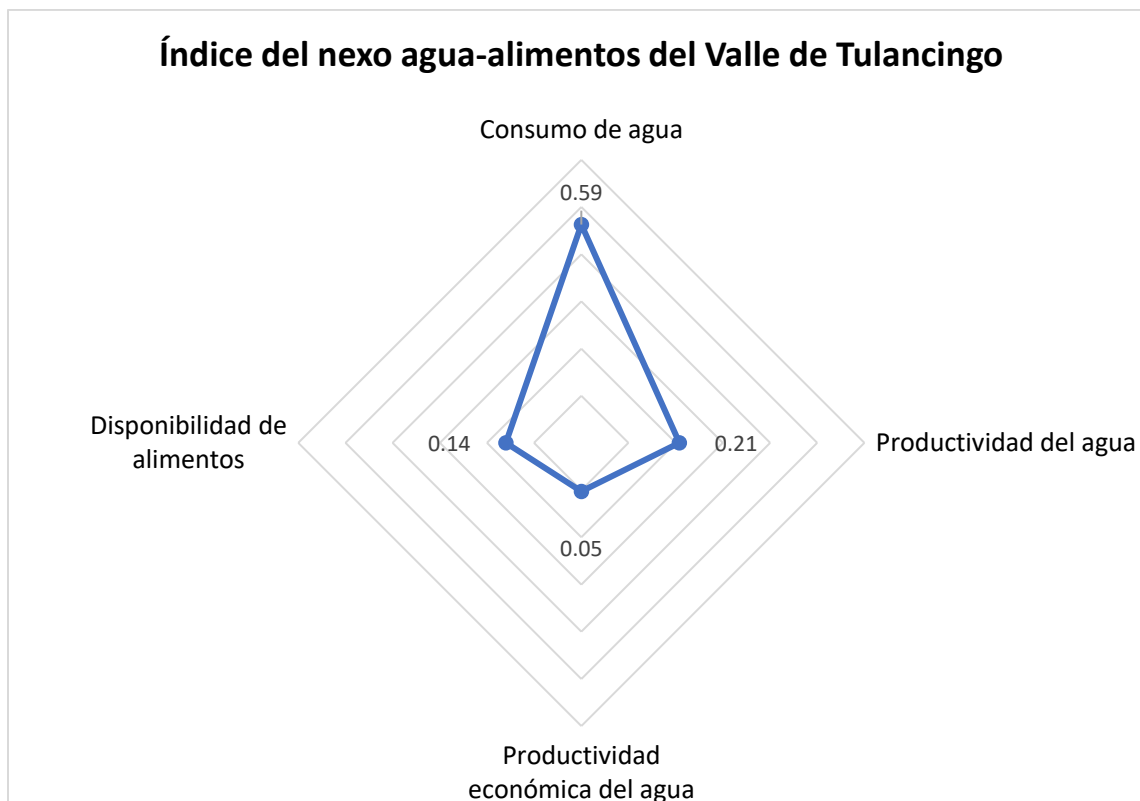 Índice del nexo agua-alimentos del Valle de Tulancingo
Consumo de agua
0.59
Disponibilidad de
alimentos
0.14
0.21
Productividad del agua
0.05
Productividad
económica del agua